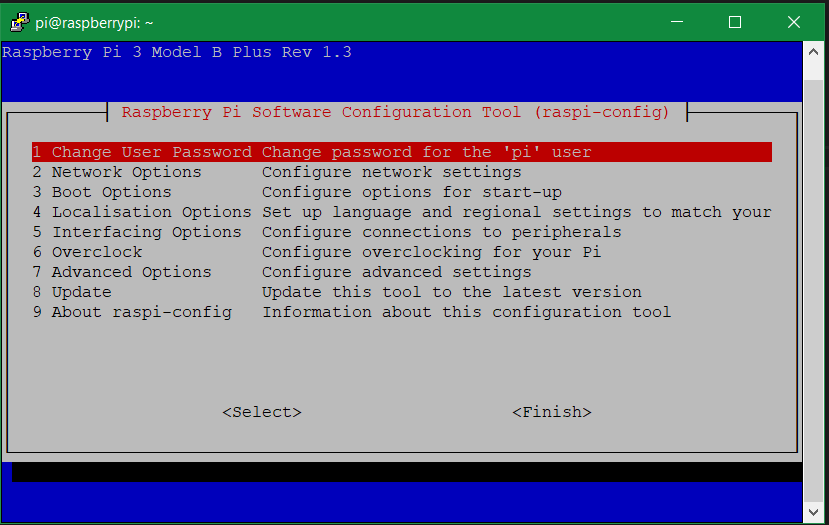 pi@raspberrypi: ~
Raspberry Pi 3 Model B Plus Rev 1.3
Raspberry Pi Software Configuration Tool (raspi-config)
1 Change User Password Change password for the 'pi' user
2 Network Options Configure network settings
3 Boot Options Configure options for start-up
4 Localisation Options Set up language and regional settings to match your
5 Interfacing Options Configure connections to peripherals
6 Overclock Configure overclocking for your Pi
7 Advanced Options Configure advanced settings
8 Update Update this tool to the latest version
9 About raspi-config Information about this configuration tool
<Select> <Finish>